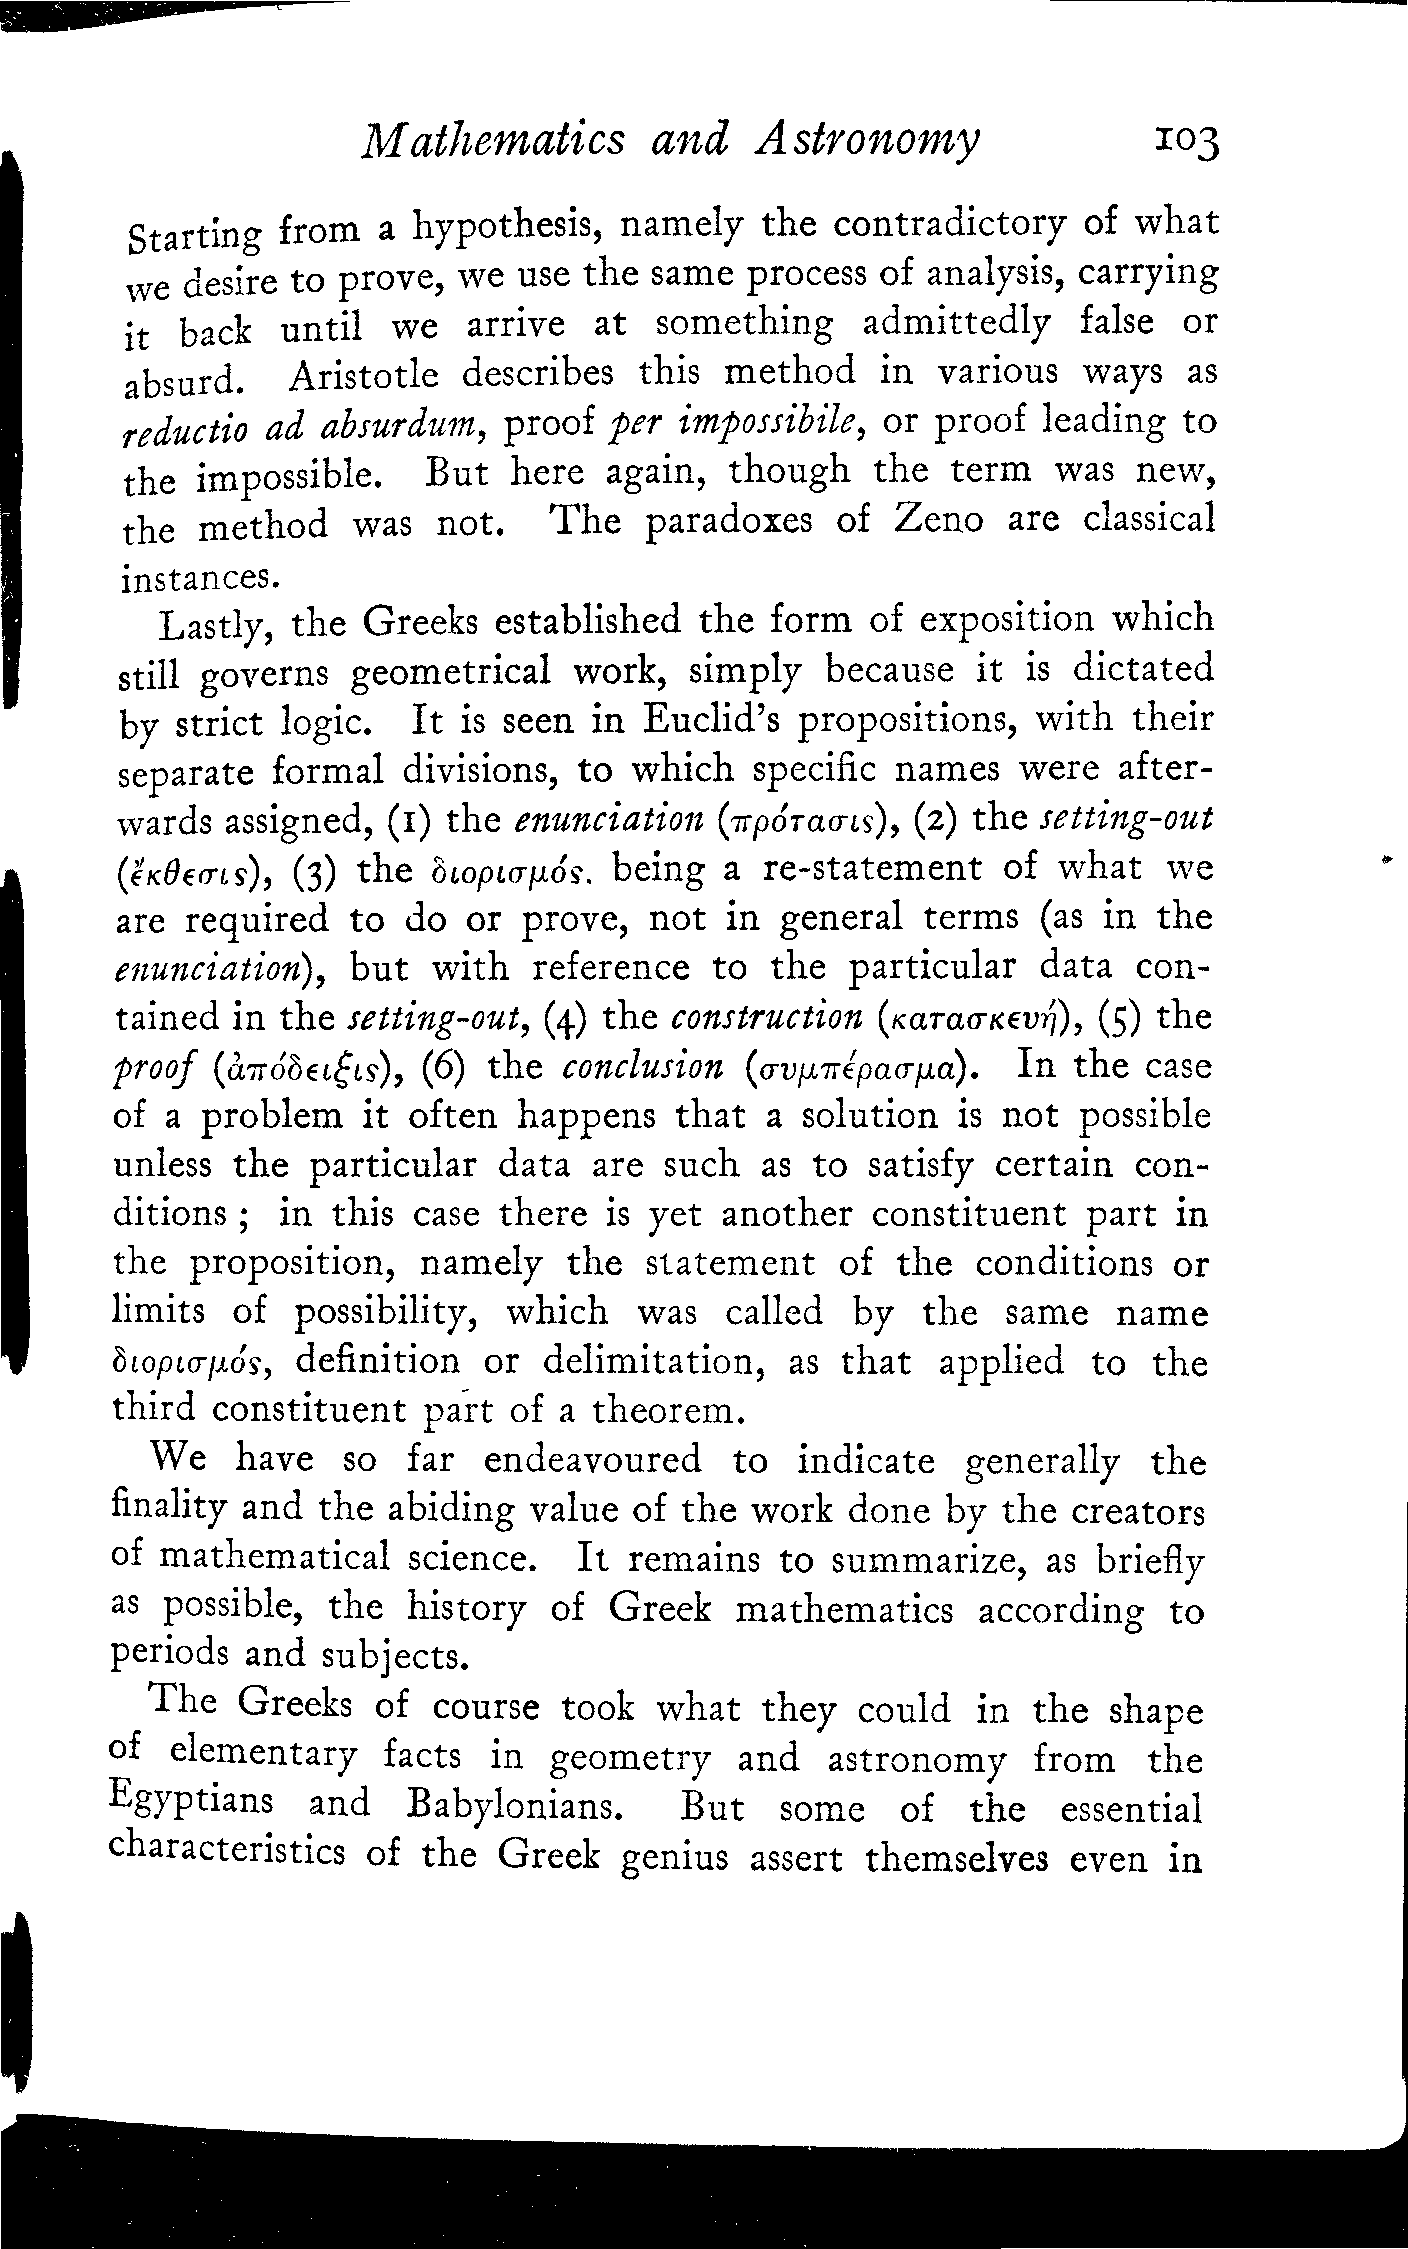 Mathematics and Astronomy 103
Starting from a hypothesis, namely the contradictory of what
we desire to prove, we use the same process of analysis, carrying
it back until we arrive at something admittedly false or
absurd. Aristotle describes this method in various ways as
reductio ad absurdum, proof per impossibile, or proof leading to
the impossible. But here again, though the term was new,
the method was not. The paradoxes of Zeno are classical
instances.
Lastly, the Greeks established the form of exposition which
still governs geometrical work, simply because it is dictated
by strict logic. It is seen in Euclid's propositions, with their
separate formal divisions, to which specific names were after-
wards assigned, (1) the enunciation (πρότασις), (2) the setting-out
(ἔκθεσις), (3) the διορισμός. being a re-statement of what we
are required to do or prove, not in general terms (as in the
enunciation), but with reference to the particular data con-
tained in the setting-out, (4) the construction (κατασκευή), (5) the
proof (ἀπόδειξις), (6) the conclusion (συμπέρασμα). In the case
of a problem it often happens that a solution is not possible
unless the particular data are such as to satisfy certain con-
ditions ; in this case there is yet another constituent part in
the proposition, namely the statement of the conditions or
limits of possibility, which was called by the same name
διορισμός, definition or delimitation, as that applied to the
third constituent part of a theorem.
We have so far endeavoured to indicate generally the
finality and the abiding value of the work done by the creators
of mathematical science. It remains to summarize, as briefly
as possible, the history of Greek mathematics according to
periods and subjects.
The Greeks of course took what they could in the shape
of elementary facts in geometry and astronomy from the
Egyptians and Babylonians. But some of the essential
characteristics of the Greek genius assert themselves even in